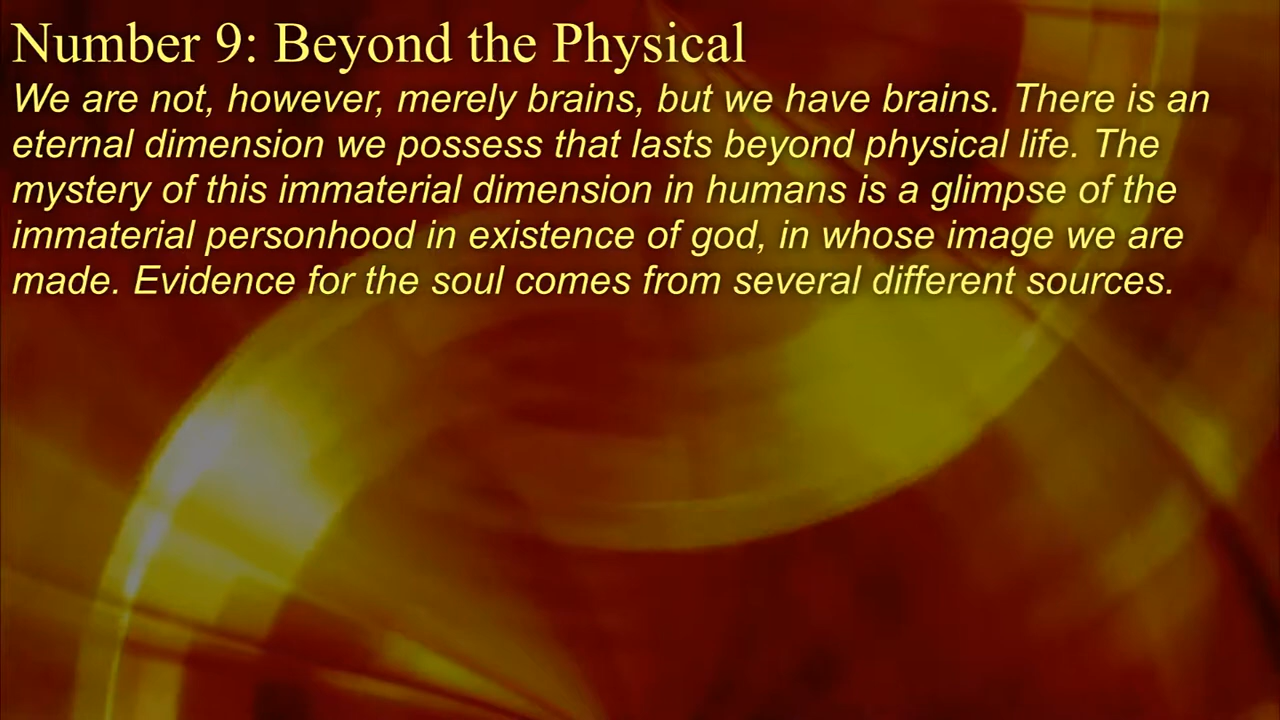 Number 9: Beyond the Physical
We are not, however, merely brains, but we have brains. There is an
eternal dimension we possess that lasts beyond physical life. The
mystery of this immaterial dimension in humans is a glimpse of the
immaterial personhood in existence of god, in whose image we are
made. Evidence for the soul comes from several different sources.